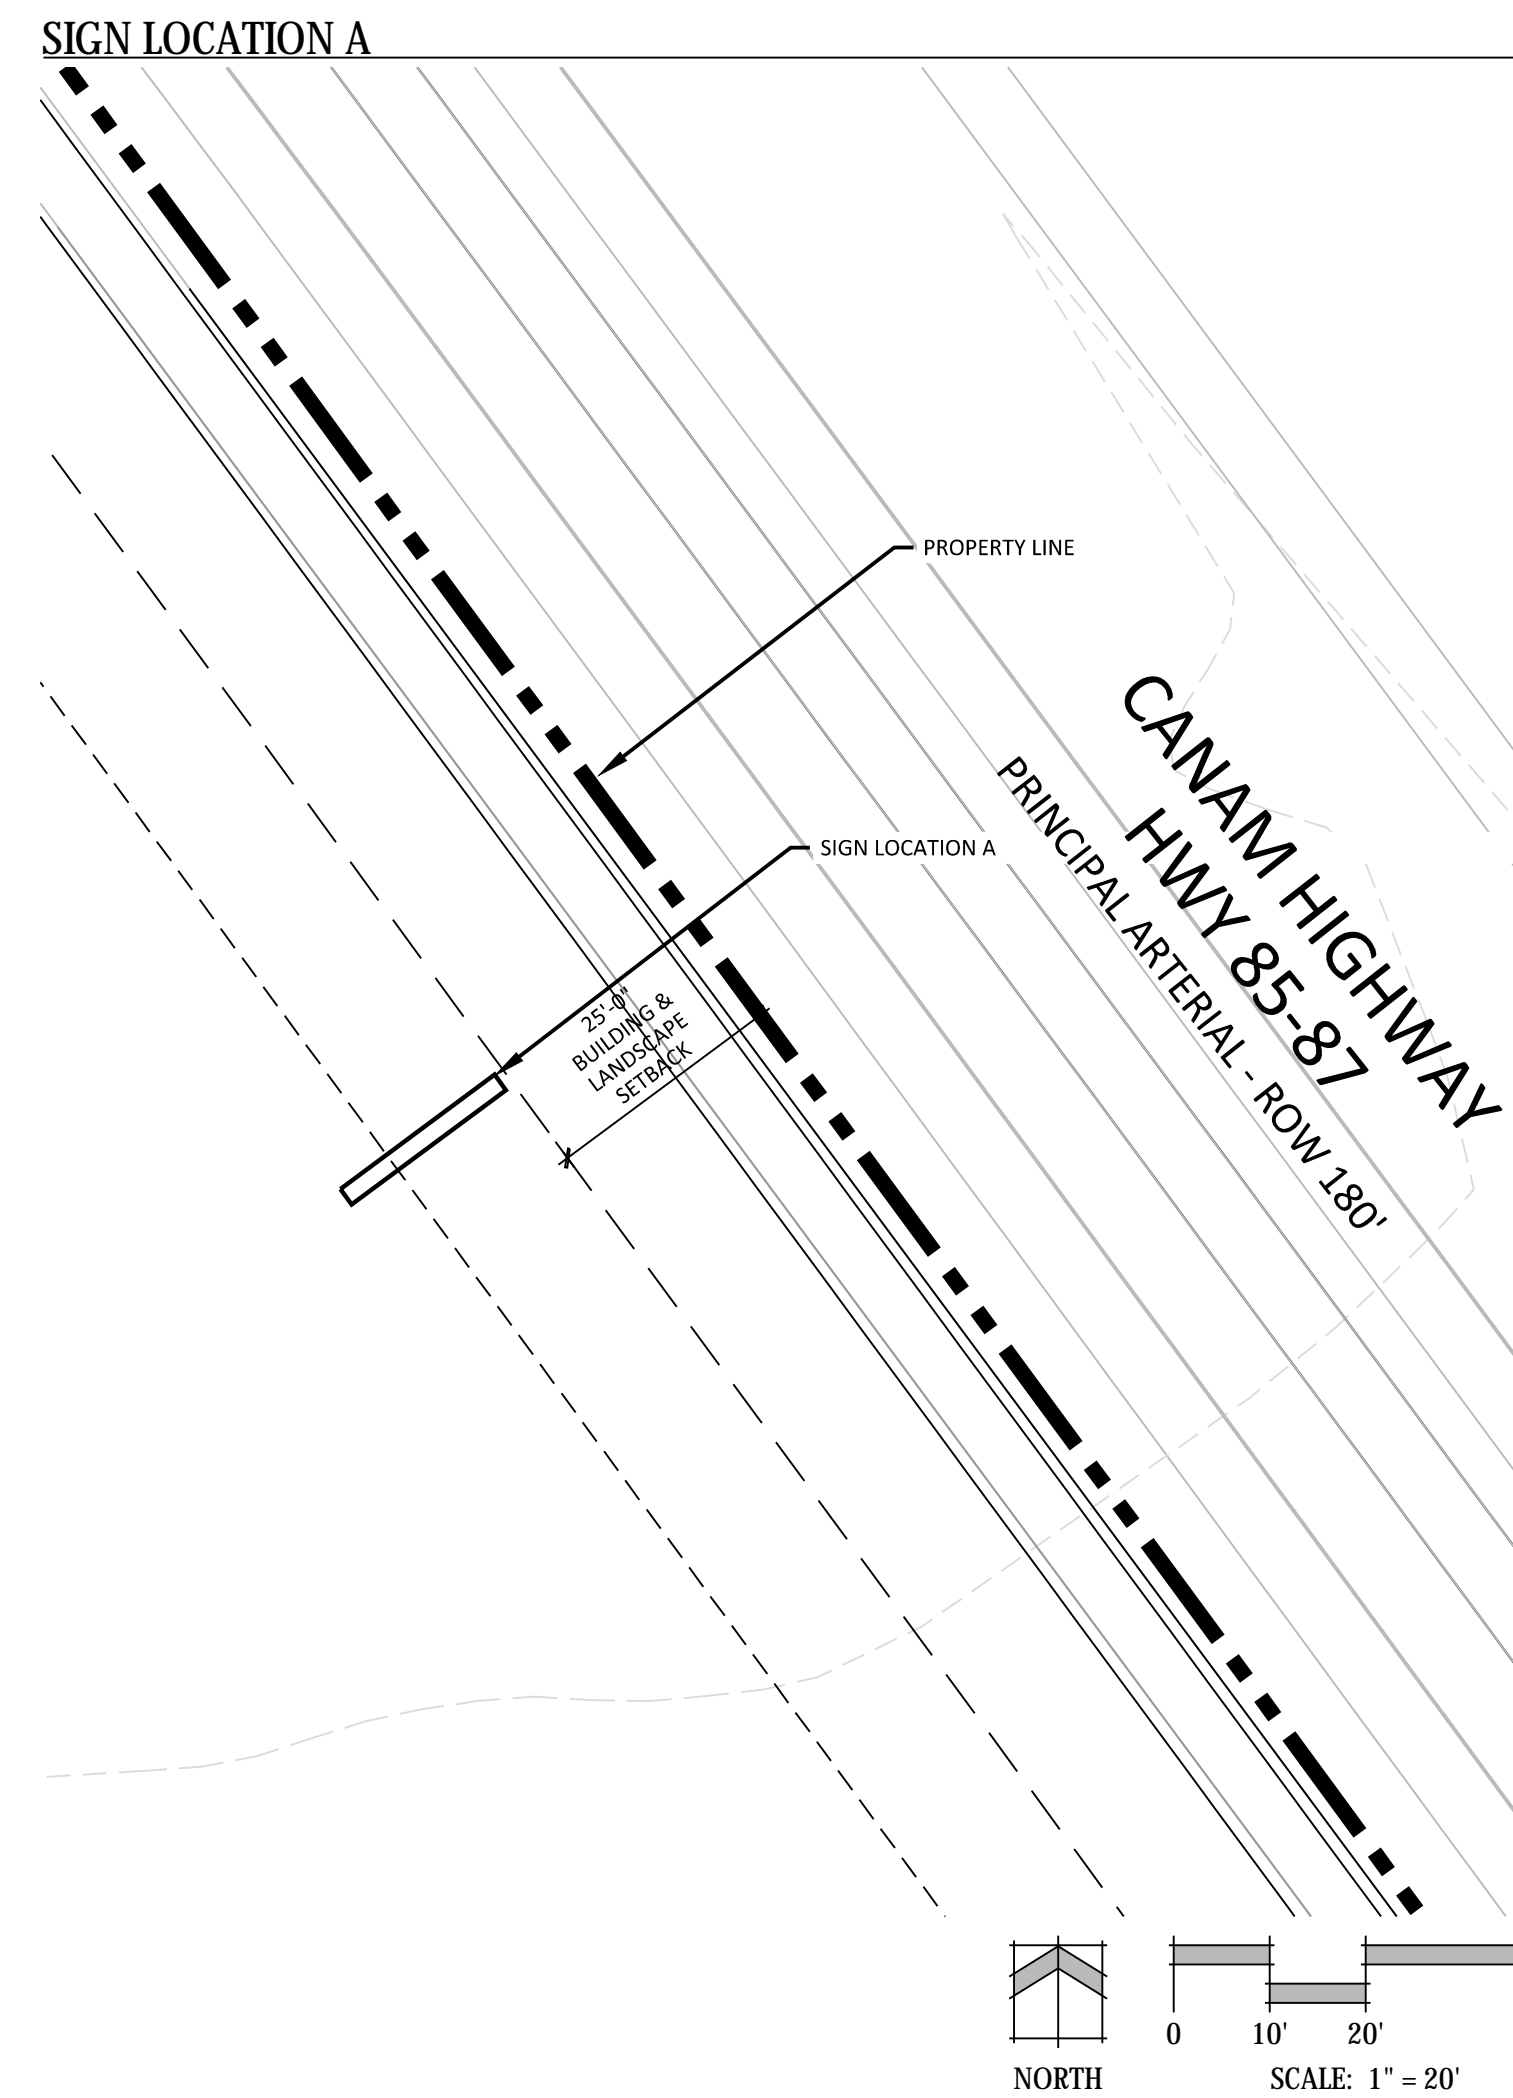 SIGN LOCATION A
PROPERTY LINE
SIGN LOCATION A
CANAM HIGHWAY
HWY 85-87
PRINCIPAL ARTERIAL - ROW 180'
25'-0"
BUILDING &
LANDSCAPE
SETBACK
0 10' 20'
NORTH
SCALE: 1" = 20'